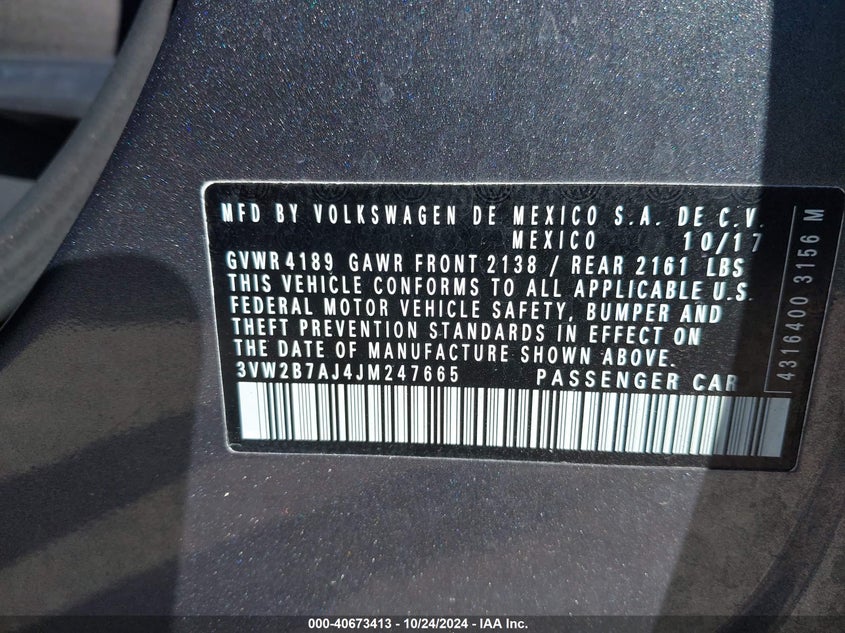 MFD BY VOLKSWAGEN DE MEXICO S.A. DE C.V.
MEXICO 10/17
GVWR 4189 GAWR FRONT 2138 / REAR 2161 LBS
THIS VEHICLE CONFORMS TO ALL APPLICABLE U.S.
FEDERAL MOTOR VEHICLE SAFETY, BUMPER AND
THEFT PREVENTION STANDARDS IN EFFECT ON
THE DATE OF MANUFACTURE SHOWN ABOVE.
3VW2B7AJ4JM247665 PASSENGER CAR
4316400 3156 M
000-40673413 - 10/24/2024 - IAA Inc.